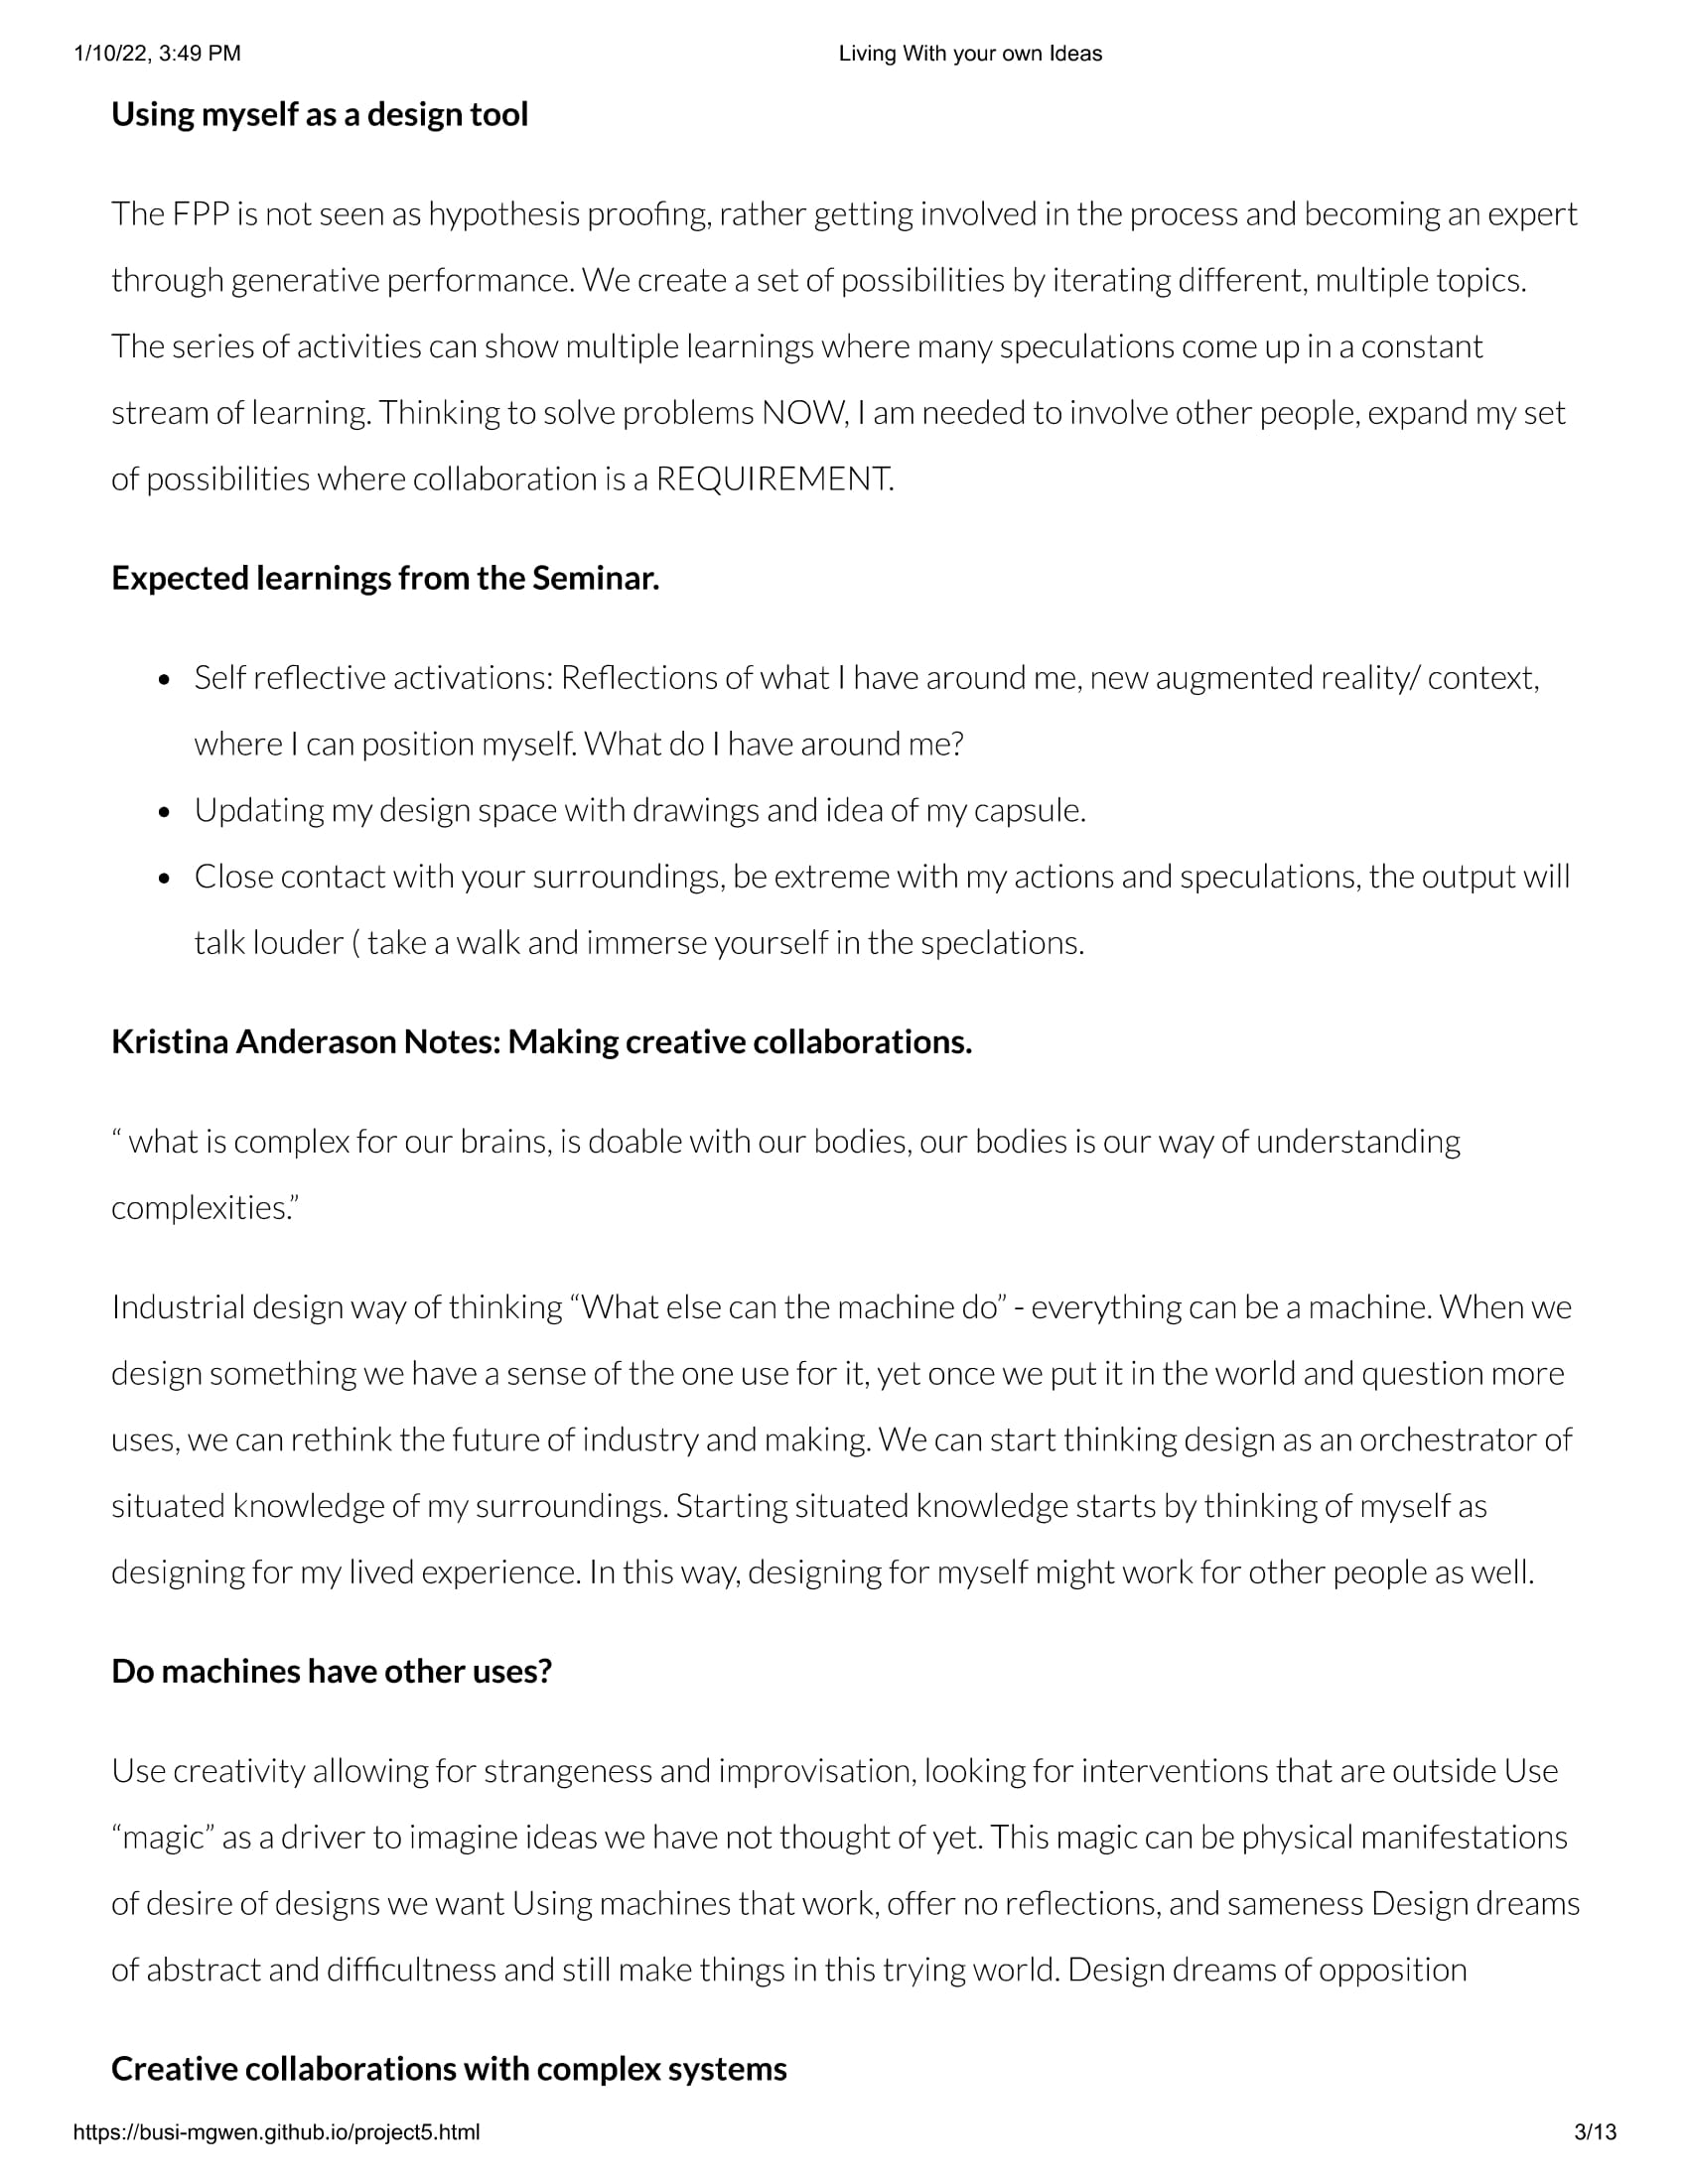 1/10/22, 3:49 PM
Living With your own Ideas
Using myself as a design tool
The FPP is not seen as hypothesis proofing, rather getting involved in the process and becoming an expert
through generative performance. We create a set of possibilities by iterating different, multiple topics.
The series of activities can show multiple learnings where many speculations come up in a constant
stream of learning. Thinking to solve problems NOW, I am needed to involve other people, expand my set
of possibilities where collaboration is a REQUIREMENT.
Expected learnings from the Seminar.
• Self reflective activations: Reflections of what I have around me, new augmented reality/ context,
where I can position myself. What do I have around me?
• Updating my design space with drawings and idea of my capsule.
• Close contact with your surroundings, be extreme with my actions and speculations, the output will
talk louder ( take a walk and immerse yourself in the speclations.
Kristina Anderason Notes: Making creative collaborations.
“ what is complex for our brains, is doable with our bodies, our bodies is our way of understanding
complexities.”
Industrial design way of thinking “What else can the machine do” - everything can be a machine. When we
design something we have a sense of the one use for it, yet once we put it in the world and question more
uses, we can rethink the future of industry and making. We can start thinking design as an orchestrator of
situated knowledge of my surroundings. Starting situated knowledge starts by thinking of myself as
designing for my lived experience. In this way, designing for myself might work for other people as well.
Do machines have other uses?
Use creativity allowing for strangeness and improvisation, looking for interventions that are outside Use
“magic” as a driver to imagine ideas we have not thought of yet. This magic can be physical manifestations
of desire of designs we want Using machines that work, offer no reflections, and sameness Design dreams
of abstract and difficultness and still make things in this trying world. Design dreams of opposition
Creative collaborations with complex systems
https://busi-mgwen.github.io/project5.html
3/13